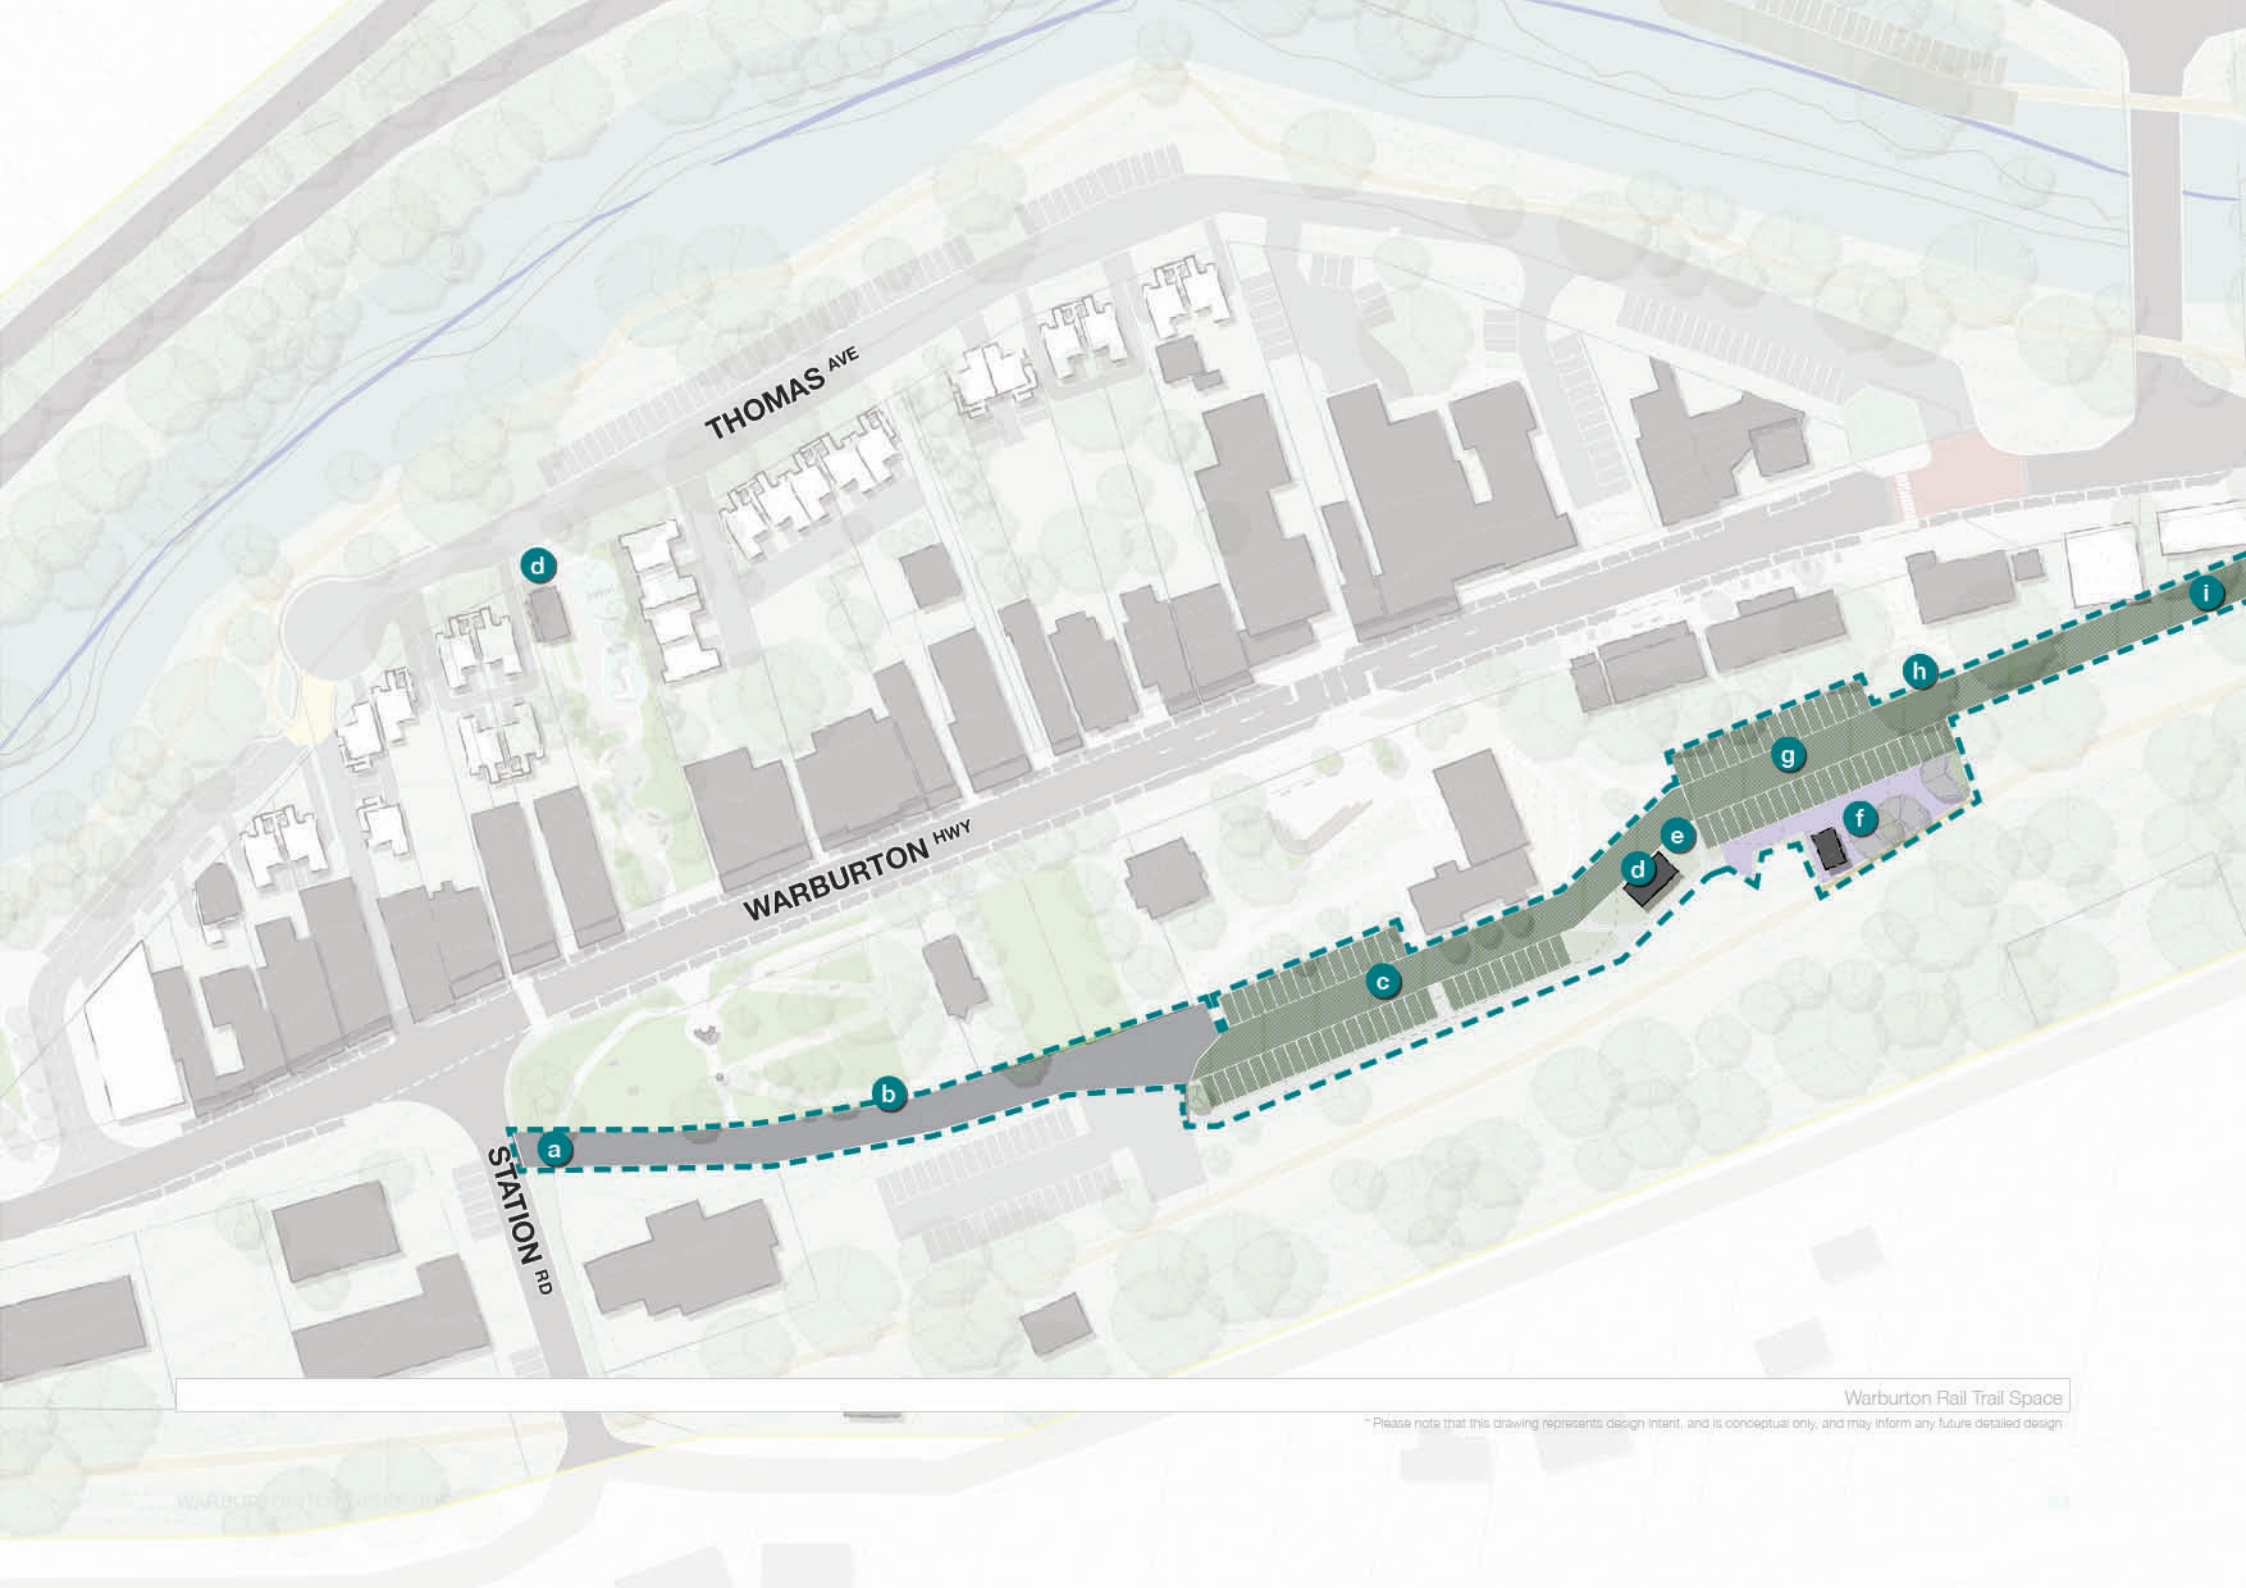 THOMAS AVE
d
i
h
g
f
e
d
WARBURTON HWY
c
b
a
STATION RD
Warburton Rail Trail Space
* Please note that this drawing represents design intent, and is conceptual only, and may inform any future detailed design